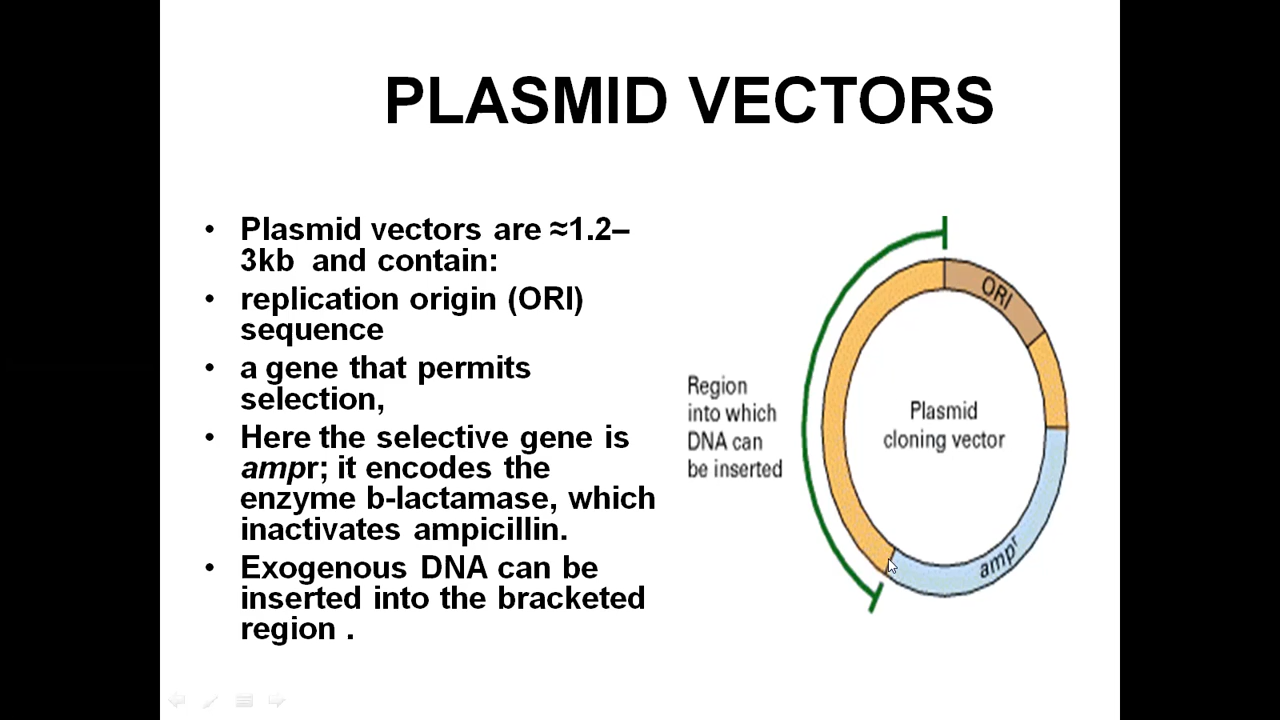 PLASMID VECTORS
• Plasmid vectors are ≈1.2–
3kb and contain:
• replication origin (ORI)
sequence
• a gene that permits
selection,
• Here the selective gene is
ampr; it encodes the
enzyme b-lactamase, which
inactivates ampicillin.
• Exogenous DNA can be
inserted into the bracketed
region .
Region
into which
DNA can
be inserted
ORI
Plasmid
cloning vector
ampʳ